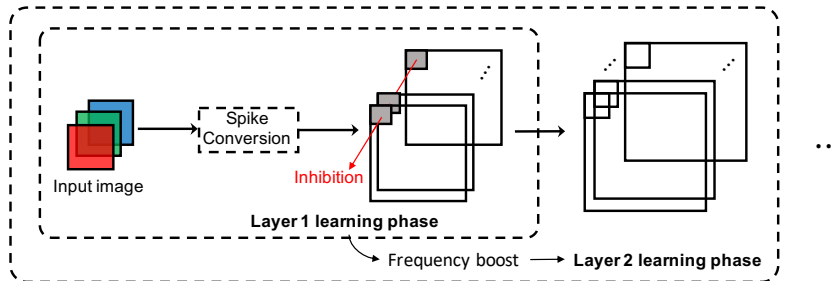 Spike
Conversion
Input image
Inhibition
Layer 1 learning phase
Frequency boost
Layer 2 learning phase